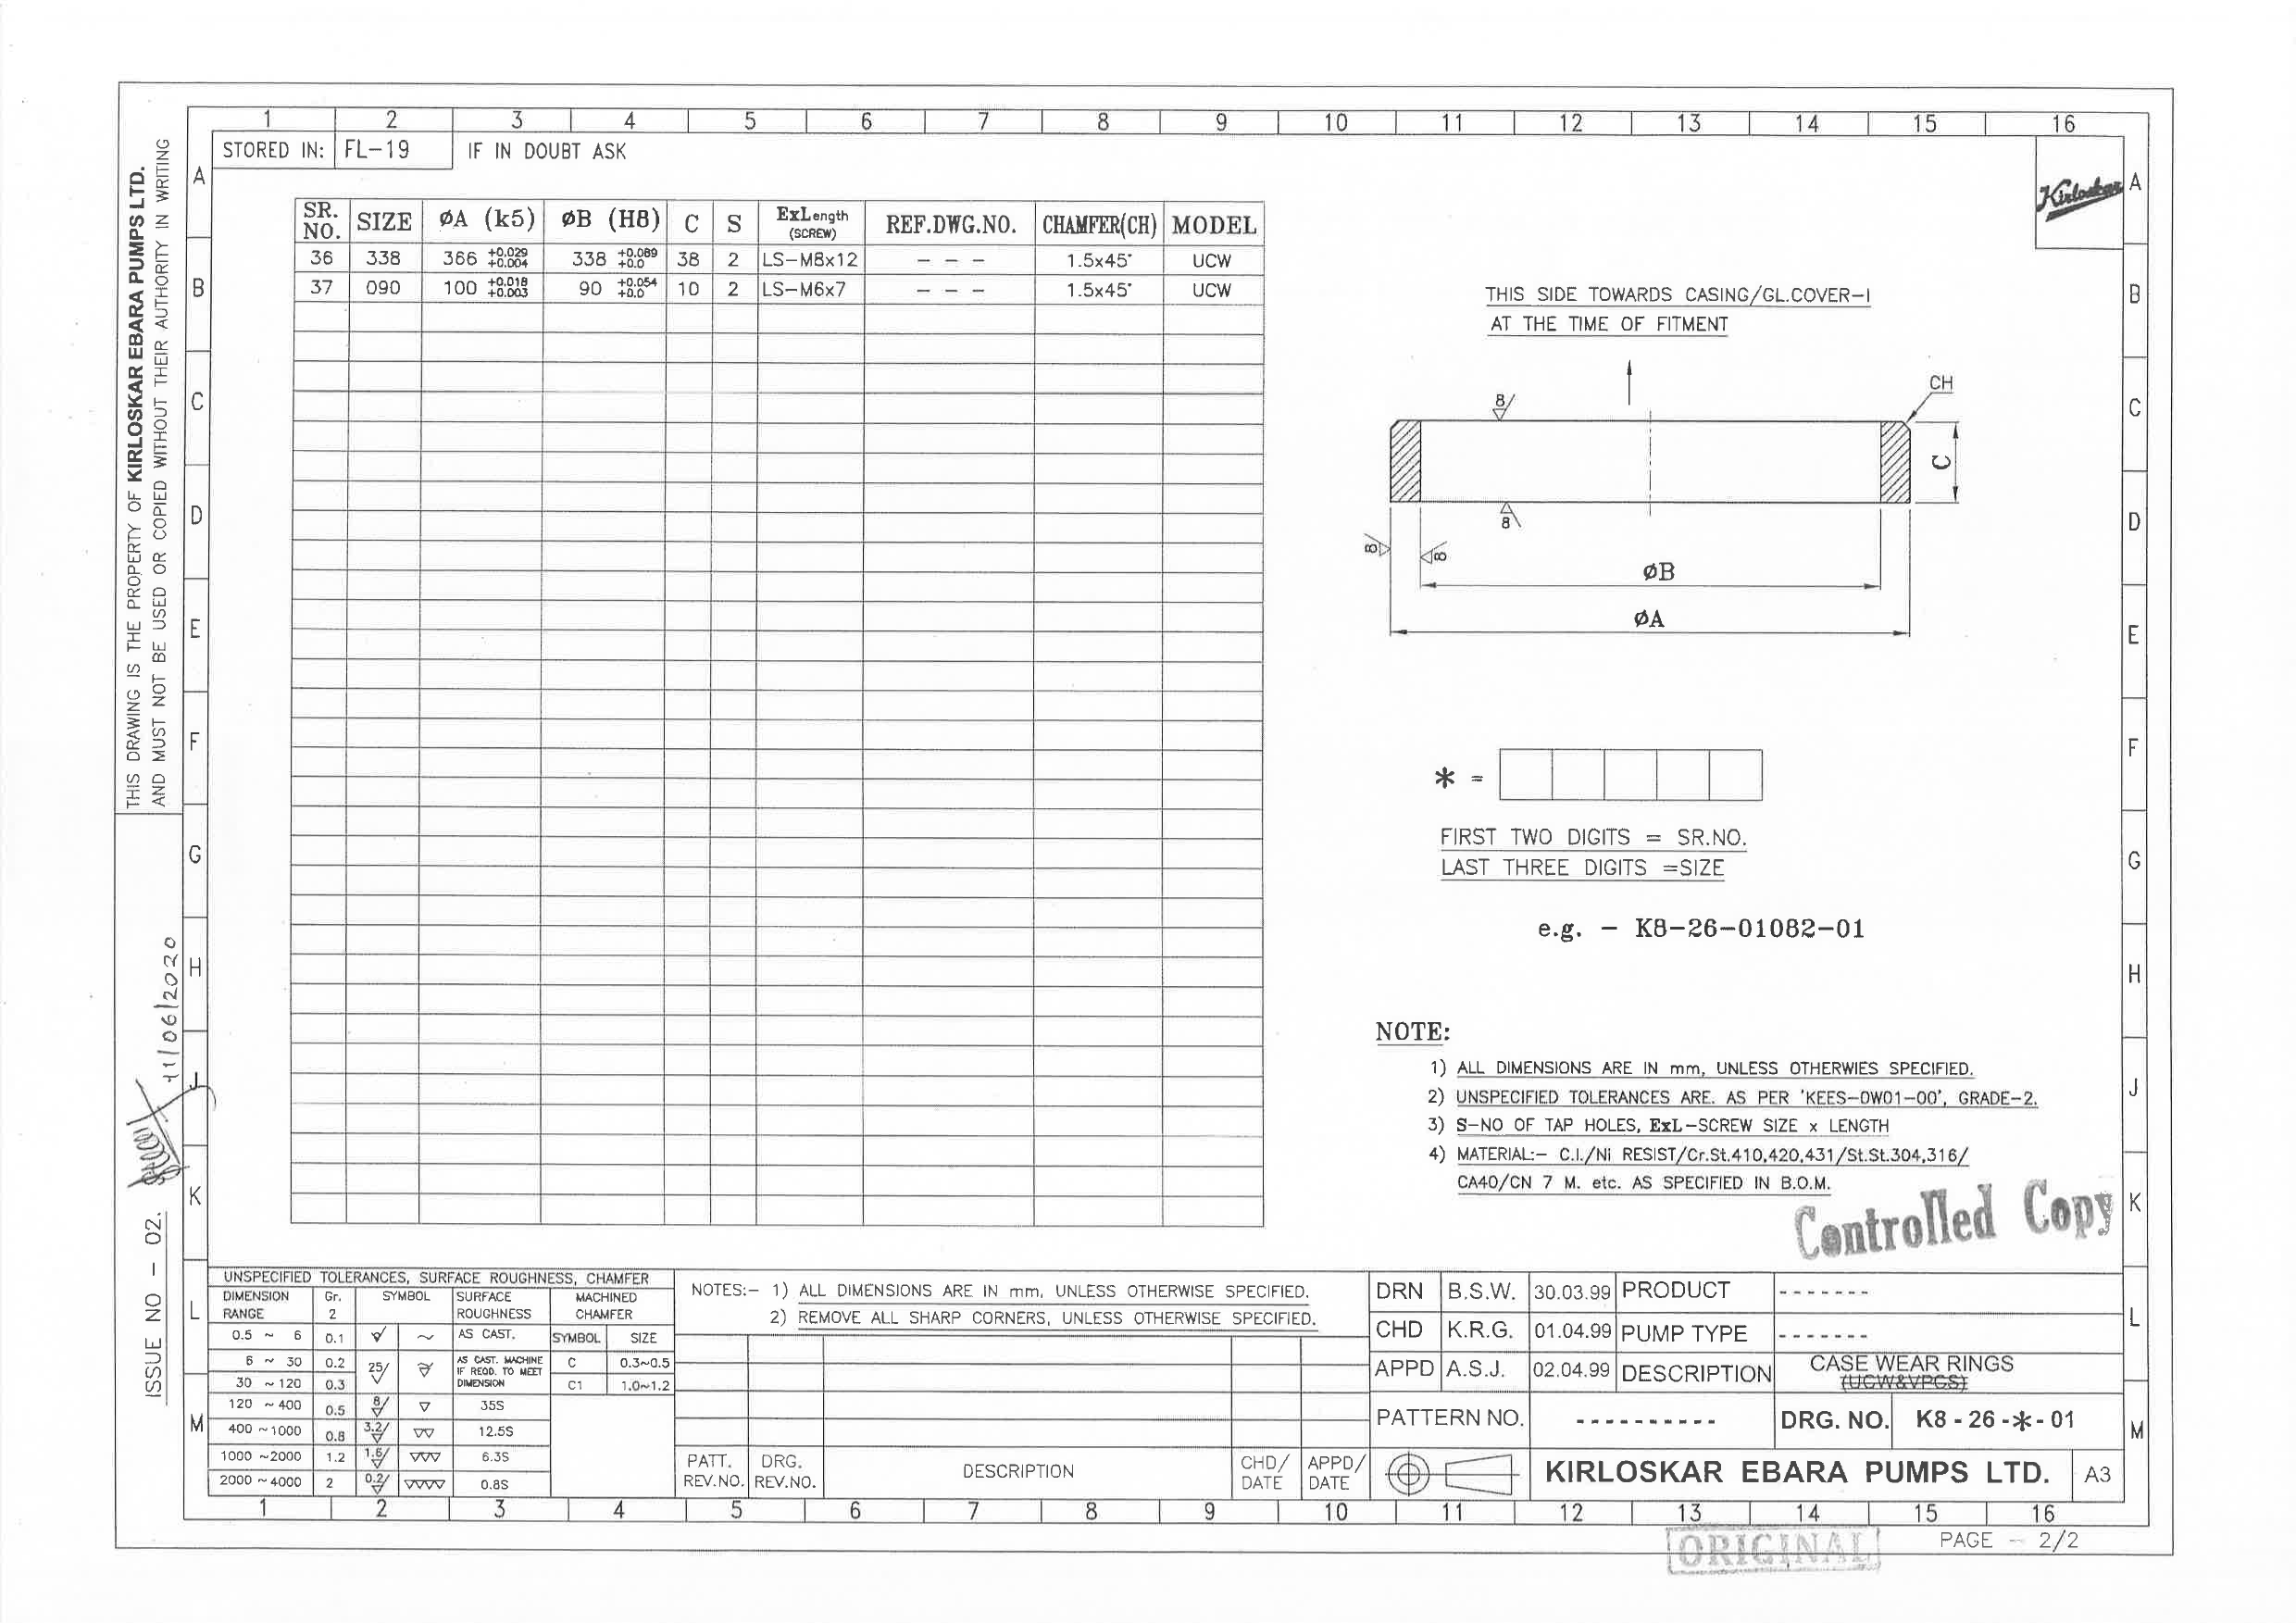 1 2 3 4 5 6 7 8 9 10 11 12 13 14 15 16
STORED IN: FL-19 IF IN DOUBT ASK
Kirloskar
THIS DRAWING IS THE PROPERTY OF KIRLOSKAR EBARA PUMPS LTD.
AND MUST NOT BE USED OR COPIED WITHOUT THEIR AUTHORITY IN WRITING
A B C D E F G H J K L M
SR. NO. SIZE ØA (k5) ØB (H8) C S ExLength (SCREW) REF.DWG.NO. CHAMFER(CH) MODEL
36 338 366 +0.029 +0.004 338 +0.089 +0.0 38 2 LS-M8x12 - - - 1.5x45° UCW
37 090 100 +0.018 +0.003 90 +0.054 +0.0 10 2 LS-M6x7 - - - 1.5x45° UCW
THIS SIDE TOWARDS CASING/GL.COVER-I
AT THE TIME OF FITMENT
CH
8
C
8
8
8
ØB
ØA
* =
FIRST TWO DIGITS = SR.NO.
LAST THREE DIGITS =SIZE
e.g. - K8-26-01082-01
NOTE:
1) ALL DIMENSIONS ARE IN mm, UNLESS OTHERWIES SPECIFIED.
2) UNSPECIFIED TOLERANCES ARE. AS PER 'KEES-0W01-00', GRADE-2.
3) S-NO OF TAP HOLES, ExL-SCREW SIZE x LENGTH
4) MATERIAL:- C.I./Ni RESIST/Cr.St.410,420,431/St.St.304,316/
CA40/CN 7 M. etc. AS SPECIFIED IN B.O.M.
Controlled Copy
A B C D E F G H J K L M
11/06/2020
ISSUE NO - 02.
UNSPECIFIED TOLERANCES, SURFACE ROUGHNESS, CHAMFER
DIMENSION RANGE Gr. 2 SYMBOL SURFACE ROUGHNESS MACHINED CHAMFER
0.5 ~ 6 0.1 ~ AS CAST. SYMBOL SIZE
6 ~ 30 0.2 25/ AS CAST. MACHINE IF REQD. TO MEET DIMENSION C 0.3~0.5
30 ~ 120 0.3 C1 1.0~1.2
120 ~ 400 0.5 8/ 35S
400 ~ 1000 0.8 3.2/ 12.5S
1000 ~2000 1.2 1.6/ 6.3S
2000 ~ 4000 2 0.2/ 0.8S
NOTES:- 1) ALL DIMENSIONS ARE IN mm, UNLESS OTHERWISE SPECIFIED.
2) REMOVE ALL SHARP CORNERS, UNLESS OTHERWISE SPECIFIED.
PATT. REV.NO. DRG. REV.NO. DESCRIPTION CHD/ DATE APPD/ DATE
DRN B.S.W. 30.03.99 PRODUCT -------
CHD K.R.G. 01.04.99 PUMP TYPE -------
APPD A.S.J. 02.04.99 DESCRIPTION CASE WEAR RINGS
(UCW&VPCS)
PATTERN NO. ---------- DRG. NO. K8 - 26 -*- 01
KIRLOSKAR EBARA PUMPS LTD. A3
1 2 3 4 5 6 7 8 9 10 11 12 13 14 15 16
ORIGINAL
PAGE - 2/2